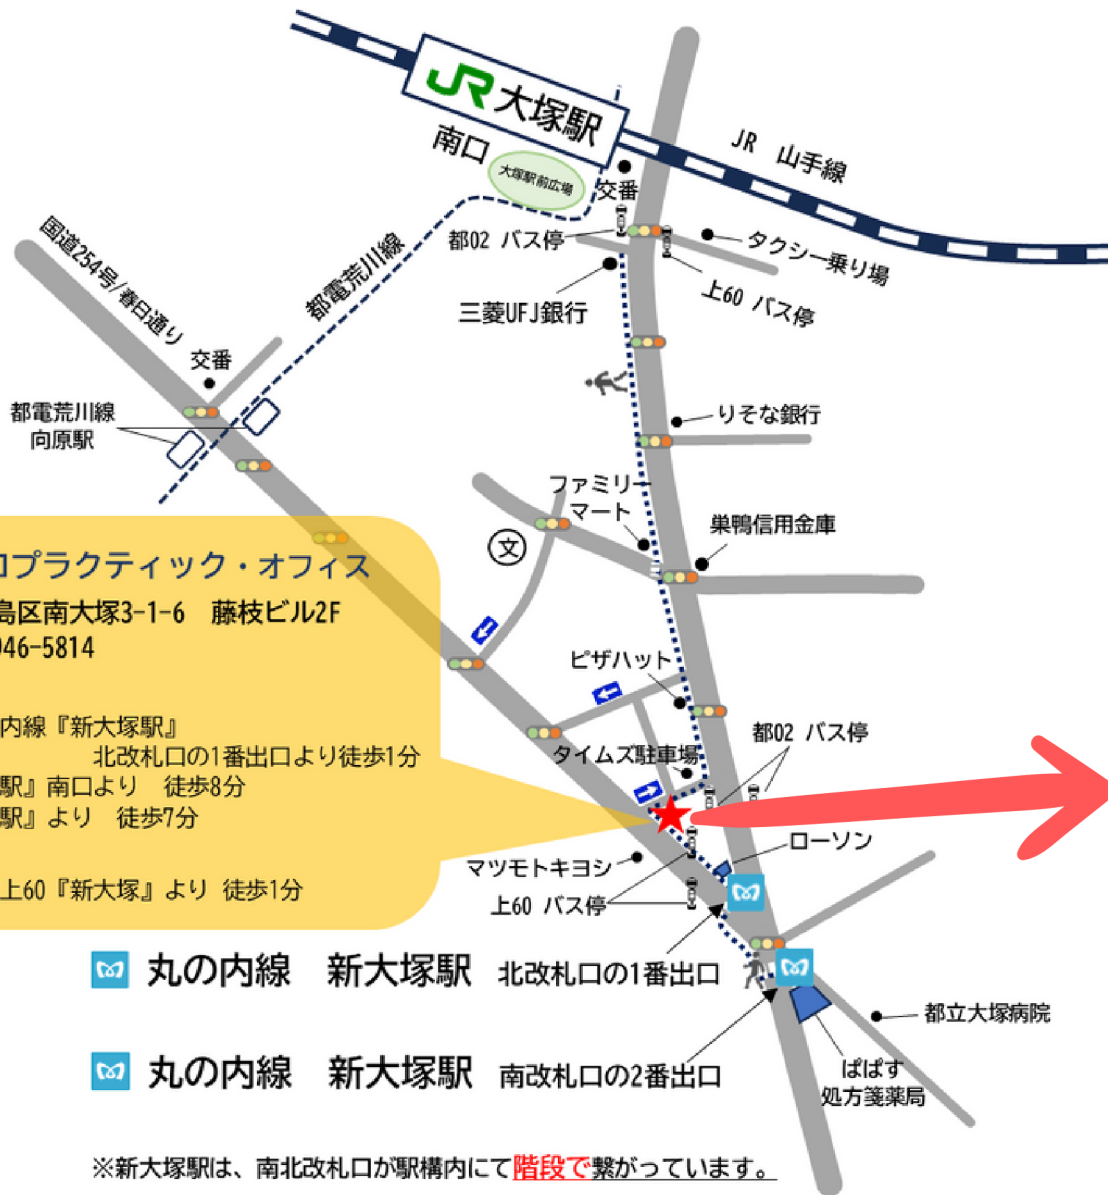 JR 大塚駅
南口
大塚駅前広場
交番
JR 山手線
国道254号/春日通り
都電荒川線
都02 バス停
タクシー乗り場
上60 バス停
三菱UFJ銀行
交番
都電荒川線
向原駅
りそな銀行
ファミリー
マート
巣鴨信用金庫
文
ロプラクティック・オフィス
島区南大塚3-1-6 藤枝ビル2F
946-5814
内線『新大塚駅』
北改札口の1番出口より徒歩1分
駅』南口より 徒歩8分
駅』より 徒歩7分
上60『新大塚』より 徒歩1分
ピザハット
タイムズ駐車場
都02 バス停
ローソン
マツモトキヨシ
上60 バス停
丸の内線 新大塚駅 北改札口の1番出口
都立大塚病院
丸の内線 新大塚駅 南改札口の2番出口
ぱぱす
処方箋薬局
※新大塚駅は、南北改札口が駅構内にて階段で繋がっています。